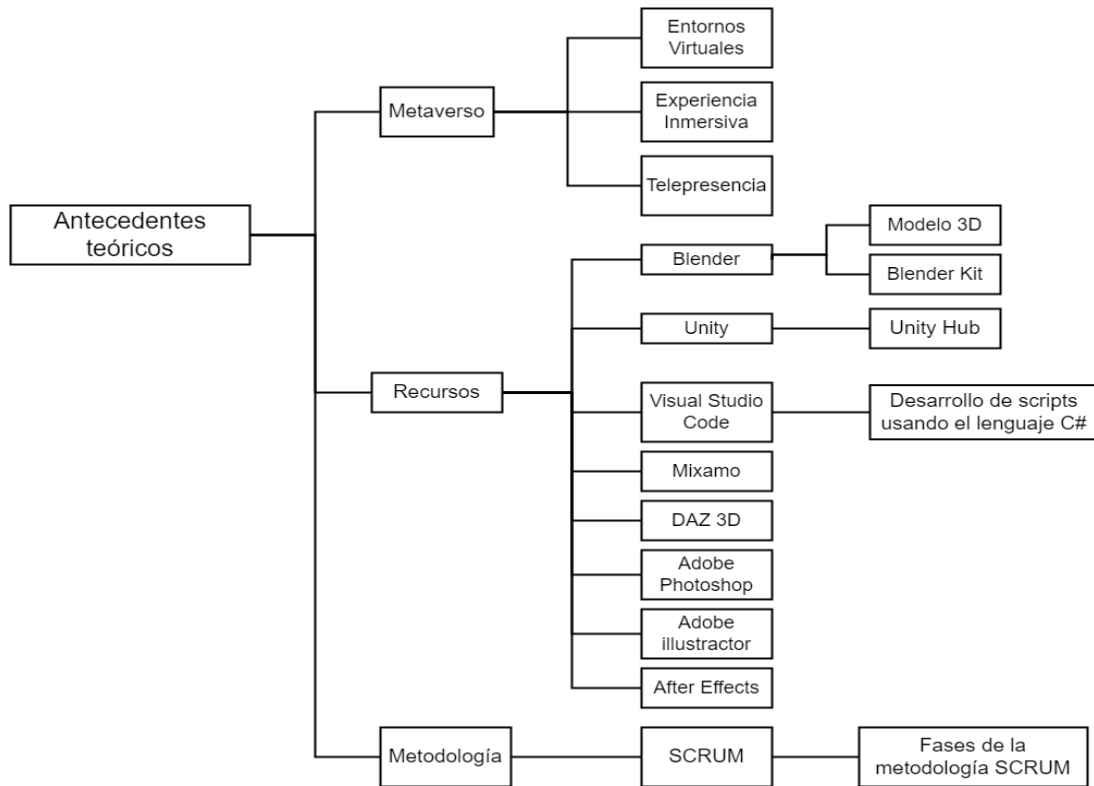 Antecedentes
teóricos
Metaverso
Entornos
Virtuales
Experiencia
Inmersiva
Telepresencia
Recursos
Blender
Modelo 3D
Blender Kit
Unity
Unity Hub
Visual Studio
Code
Desarrollo de scripts
usando el lenguaje C#
Mixamo
DAZ 3D
Adobe
Photoshop
Adobe
illustractor
After Effects
Metodología
SCRUM
Fases de la
metodología SCRUM